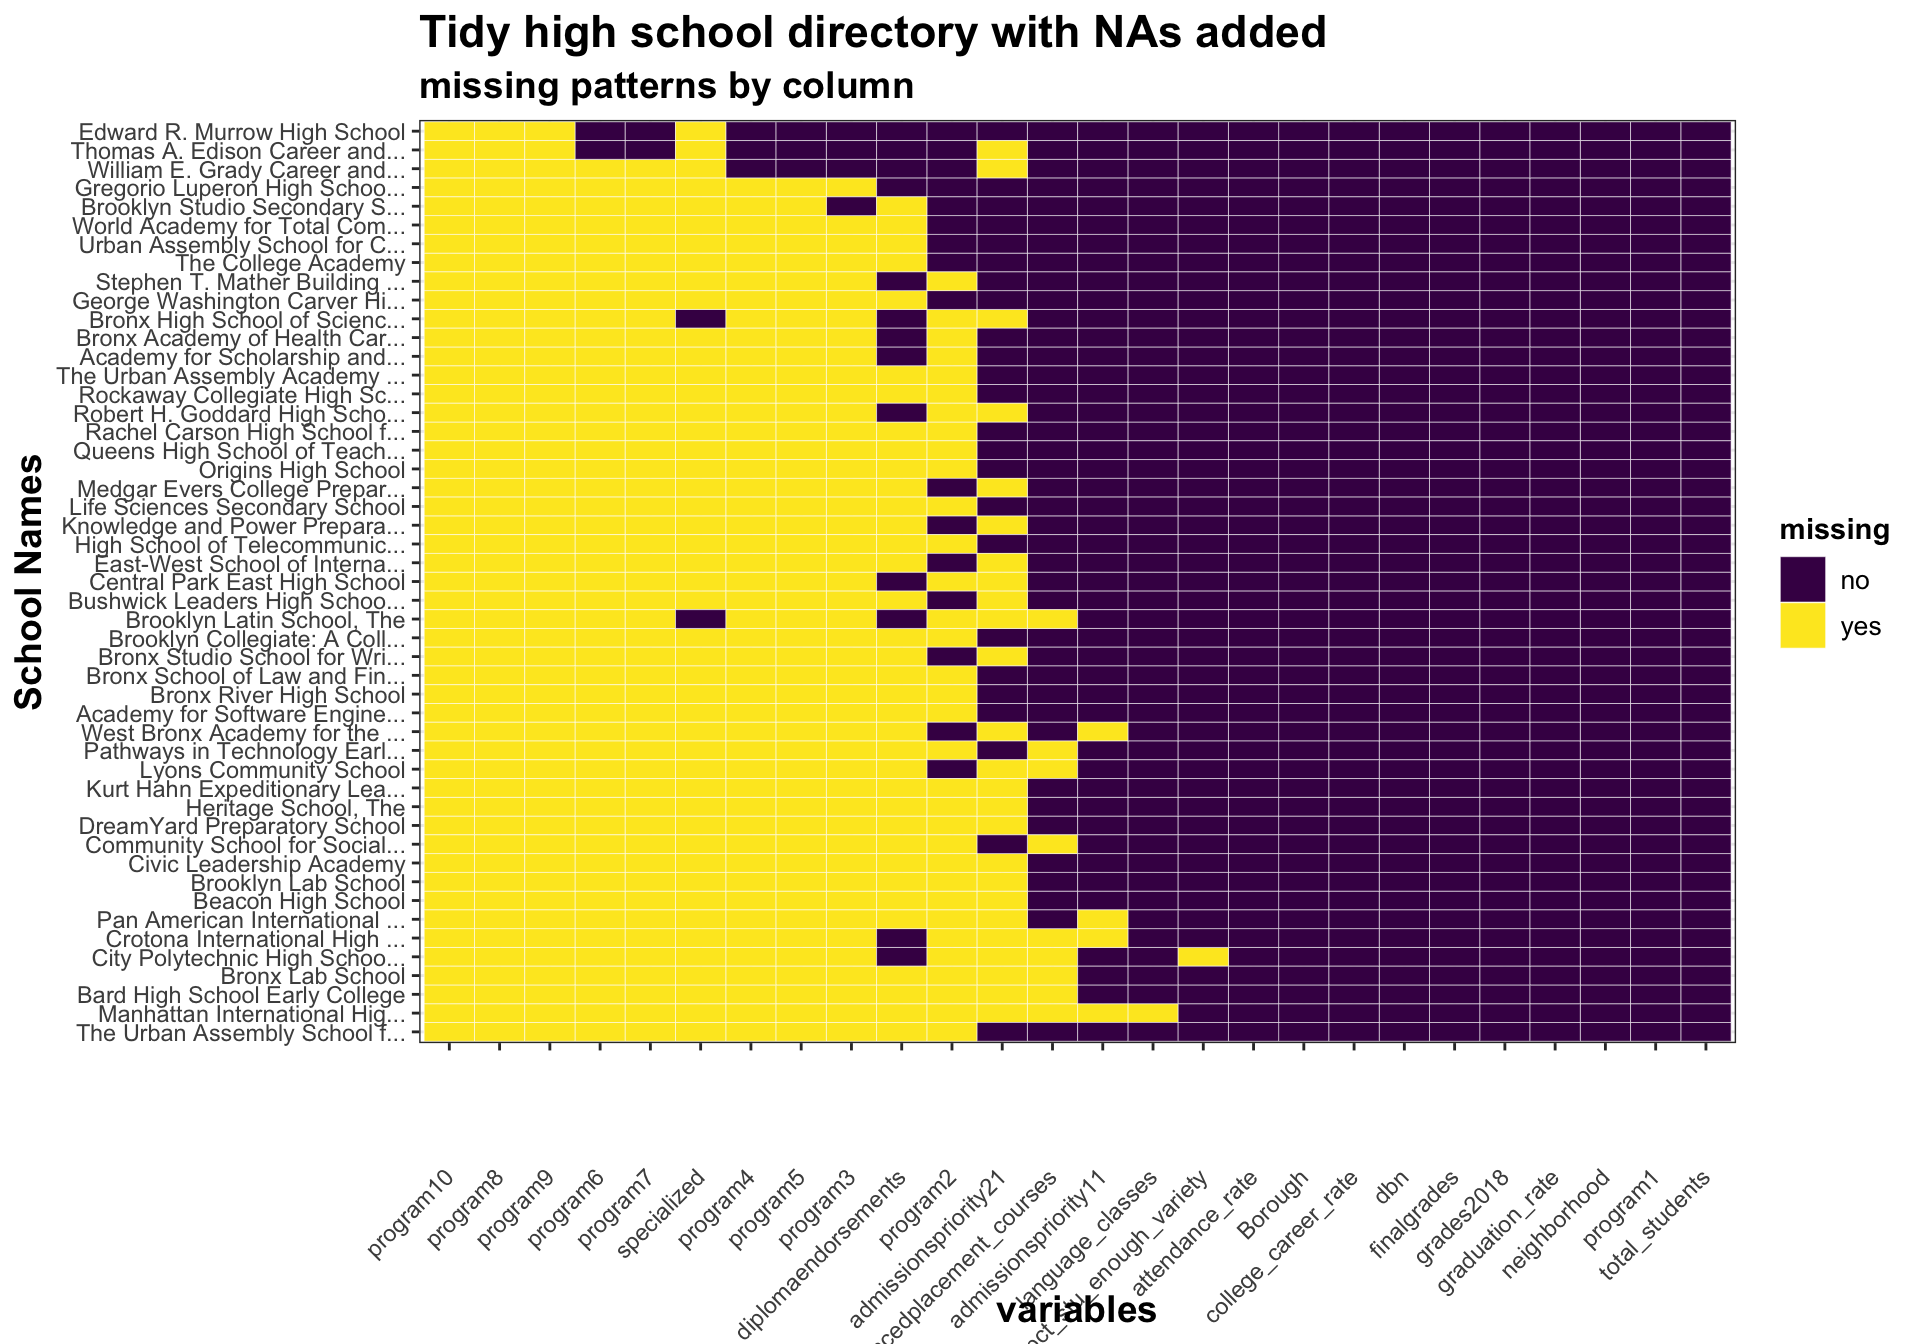 Tidy high school directory with NAs added
missing patterns by column
School Names
Edward R. Murrow High School
Thomas A. Edison Career and...
William E. Grady Career and...
Gregorio Luperon High Schoo...
Brooklyn Studio Secondary S...
World Academy for Total Com...
Urban Assembly School for C...
The College Academy
Stephen T. Mather Building ...
George Washington Carver Hi...
Bronx High School of Scienc...
Bronx Academy of Health Car...
Academy for Scholarship and...
The Urban Assembly Academy ...
Rockaway Collegiate High Sc...
Robert H. Goddard High Scho...
Rachel Carson High School f...
Queens High School of Teach...
Origins High School
Medgar Evers College Prepar...
Life Sciences Secondary School
Knowledge and Power Prepara...
High School of Telecommunic...
East-West School of Interna...
Central Park East High School
Bushwick Leaders High Schoo...
Brooklyn Latin School, The
Brooklyn Collegiate: A Coll...
Bronx Studio School for Wri...
Bronx School of Law and Fin...
Bronx River High School
Academy for Software Engine...
West Bronx Academy for the ...
Pathways in Technology Earl...
Lyons Community School
Kurt Hahn Expeditionary Lea...
Heritage School, The
DreamYard Preparatory School
Community School for Social...
Civic Leadership Academy
Brooklyn Lab School
Beacon High School
Pan American International ...
Crotona International High ...
City Polytechnic High Schoo...
Bronx Lab School
Bard High School Early College
Manhattan International Hig...
The Urban Assembly School f...
missing
no
yes
program10
program8
program9
program6
program7
specialized
program4
program5
program3
diplomaendorsements
program2
admissionspriority21
cedplacement_courses
admissionspriority11
language_classes
ect_stu_enough_variety
attendance_rate
Borough
college_career_rate
dbn
finalgrades
grades2018
graduation_rate
neighborhood
program1
total_students
variables